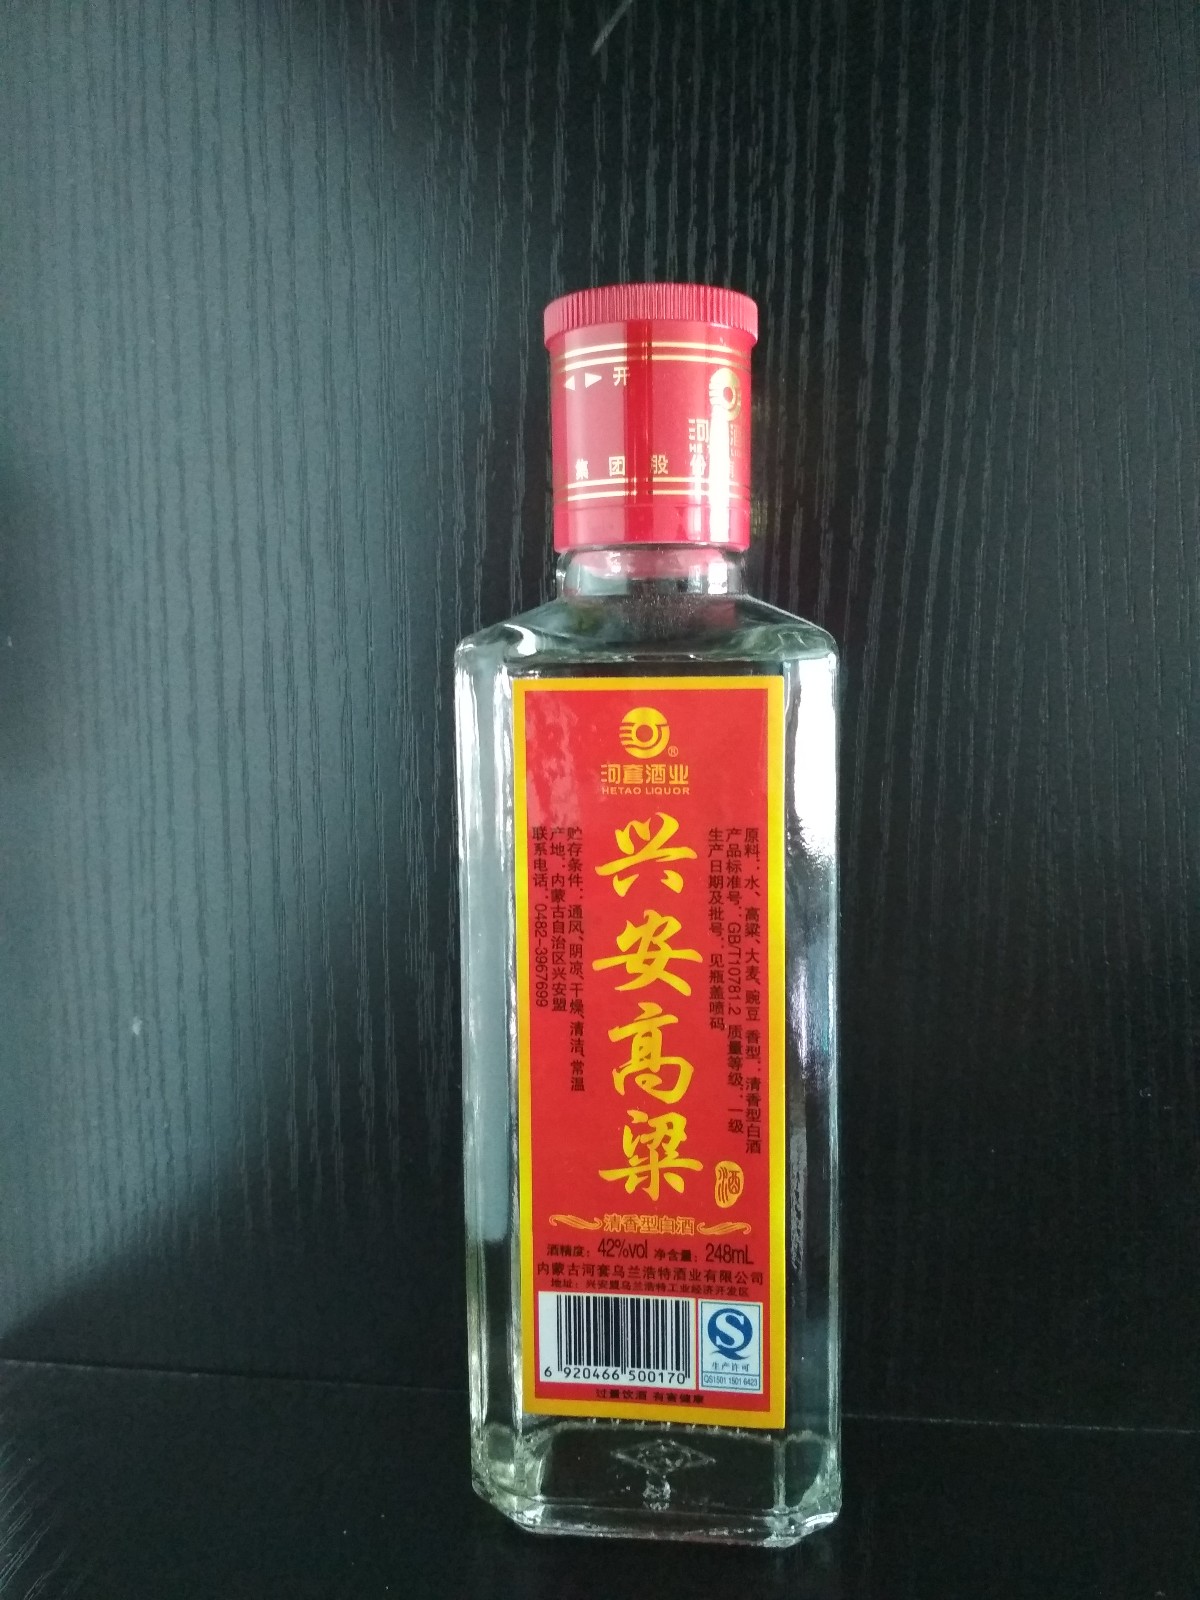 开
河 酒
HE
集团股份
河套酒业
HETAO LIQUOR
®
原料：水、高粱、大麦、豌豆 香型：清香型白酒
产品标准号：GB/T10781.2 质量等级：一级
生产日期及批号：见瓶盖喷码
兴安高粱
酒
贮存条件：通风、阴凉、干燥、清洁、常温
产地：内蒙古自治区兴安盟
联系电话：0482-3967699
清香型白酒
酒精度：42%vol 净含量：248mL
内蒙古河套乌兰浩特酒业有限公司
地址：兴安盟乌兰浩特工业经济开发区
6 920466 500170
生产许可
QS1501 1501 6423
过量饮酒 有害健康